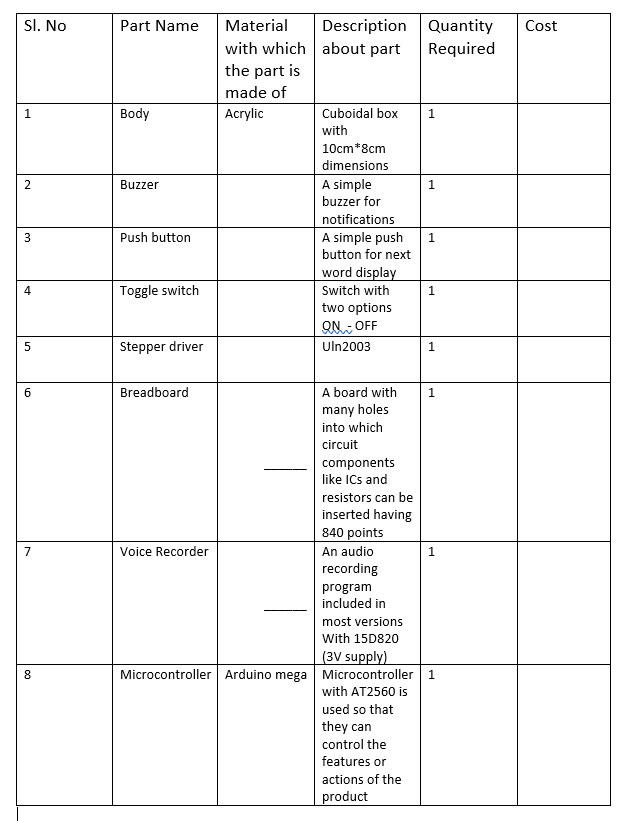 Sl. No Part Name Material with which the part is made of Description about part Quantity Required Cost
1 Body Acrylic Cuboidal box with 10cm*8cm dimensions 1
2 Buzzer A simple buzzer for notifications 1
3 Push button A simple push button for next word display 1
4 Toggle switch Switch with two options ON - OFF 1
5 Stepper driver Uln2003 1
6 Breadboard ______ A board with many holes into which circuit components like ICs and resistors can be inserted having 840 points 1
7 Voice Recorder ______ An audio recording program included in most versions With 15D820 (3V supply) 1
8 Microcontroller Arduino mega Microcontroller with AT2560 is used so that they can control the features or actions of the product 1